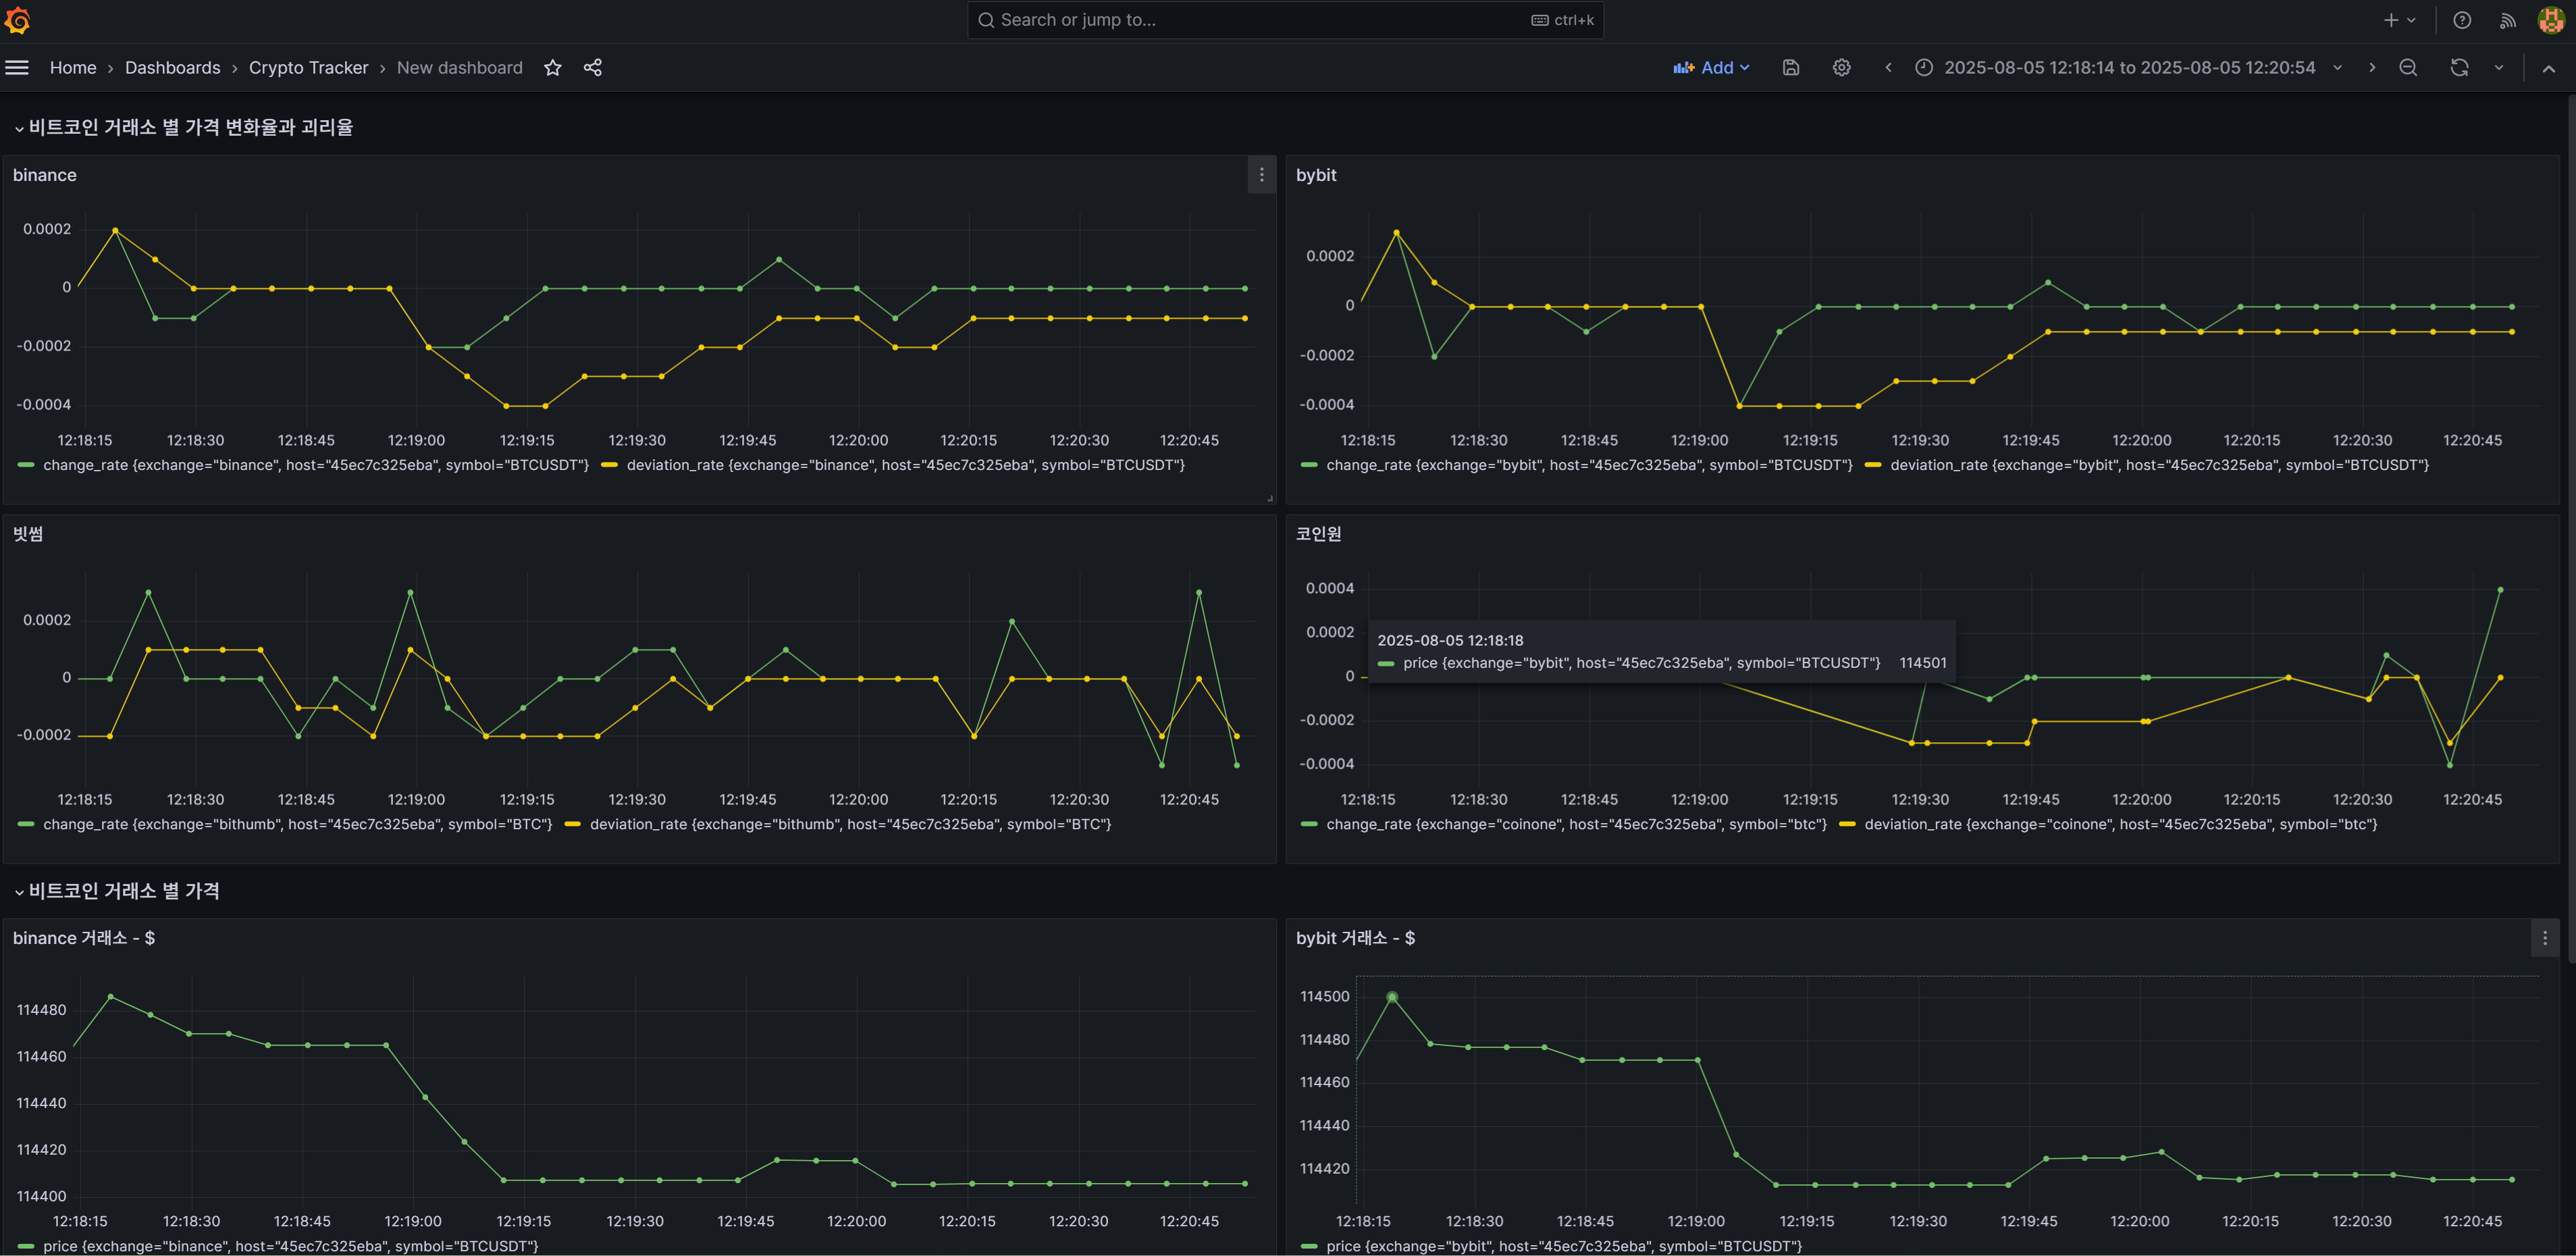 Search or jump to...
ctrl+k
Home › Dashboards › Crypto Tracker › New dashboard
Add
2025-08-05 12:18:14 to 2025-08-05 12:20:54
비트코인 거래소 별 가격 변화율과 괴리율
binance
0.0002
0
-0.0002
-0.0004
12:18:15 12:18:30 12:18:45 12:19:00 12:19:15 12:19:30 12:19:45 12:20:00 12:20:15 12:20:30 12:20:45
change_rate {exchange="binance", host="45ec7c325eba", symbol="BTCUSDT"} deviation_rate {exchange="binance", host="45ec7c325eba", symbol="BTCUSDT"}
bybit
0.0002
0
-0.0002
-0.0004
12:18:15 12:18:30 12:18:45 12:19:00 12:19:15 12:19:30 12:19:45 12:20:00 12:20:15 12:20:30 12:20:45
change_rate {exchange="bybit", host="45ec7c325eba, symbol="BTCUSDT"} deviation_rate {exchange="bybit", host="45ec7c325eba, symbol="BTCUSDT"}
빗썸
0.0002
0
-0.0002
12:18:15 12:18:30 12:18:45 12:19:00 12:19:15 12:19:30 12:19:45 12:20:00 12:20:15 12:20:30 12:20:45
change_rate {exchange="bithumb", host="45ec7c325eba", symbol="BTC"} deviation_rate {exchange="bithumb", host="45ec7c325eba", symbol="BTC"}
코인원
0.0004
0.0002
0
-0.0002
-0.0004
2025-08-05 12:18:18
price {exchange="bybit", host="45ec7c325eba", symbol="BTCUSDT"} 114501
12:18:15 12:18:30 12:18:45 12:19:00 12:19:15 12:19:30 12:19:45 12:20:00 12:20:15 12:20:30 12:20:45
change_rate {exchange="coinone", host="45ec7c325eba", symbol="btc"} deviation_rate {exchange="coinone", host="45ec7c325eba", symbol="btc"}
비트코인 거래소 별 가격
binance 거래소 - $
114480
114460
114440
114420
114400
12:18:15 12:18:30 12:18:45 12:19:00 12:19:15 12:19:30 12:19:45 12:20:00 12:20:15 12:20:30 12:20:45
price {exchange="binance", host="45ec7c325eba", symbol="BTCUSDT"}
bybit 거래소 - $
114500
114480
114460
114440
114420
12:18:15 12:18:30 12:18:45 12:19:00 12:19:15 12:19:30 12:19:45 12:20:00 12:20:15 12:20:30 12:20:45
price {exchange="bybit", host="45ec7c325eba", symbol="BTCUSDT"}